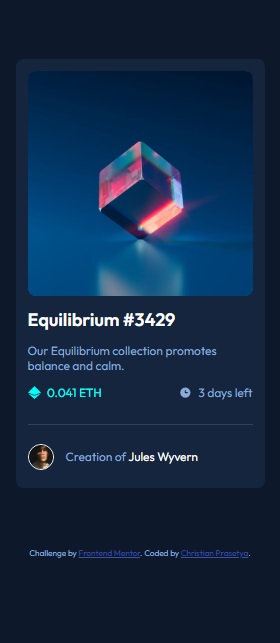 Equilibrium #3429
Our Equilibrium collection promotes
balance and calm.
0.041 ETH 3 days left
Creation of Jules Wyvern
Challenge by Frontend Mentor. Coded by Christian Prasetya.